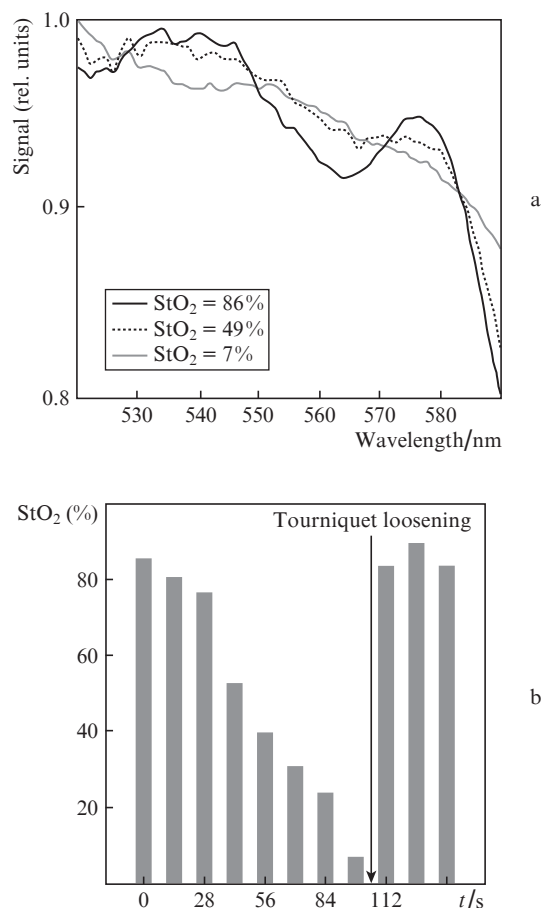 1.0
Signal (rel. units)
0.9
0.8
StO₂ = 86%
StO₂ = 49%
StO₂ = 7%
530 540 550 560 570 580
Wavelength/nm
a
StO₂ (%)
Tourniquet loosening
80
60
40
20
0 28 56 84 112 t/s
b